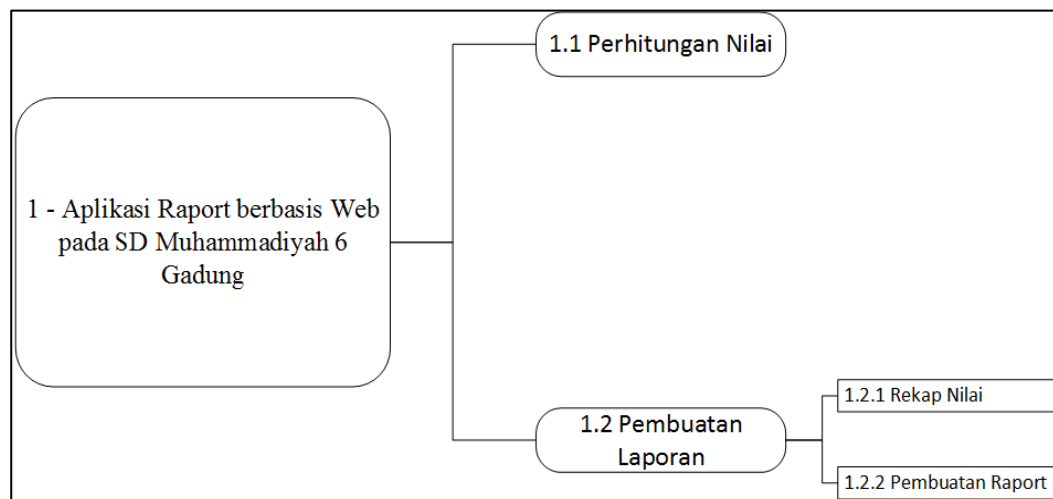 1.1 Perhitungan Nilai
1 - Aplikasi Raport berbasis Web
pada SD Muhammadiyah 6
Gadung
1.2 Pembuatan
Laporan
1.2.1 Rekap Nilai
1.2.2 Pembuatan Raport